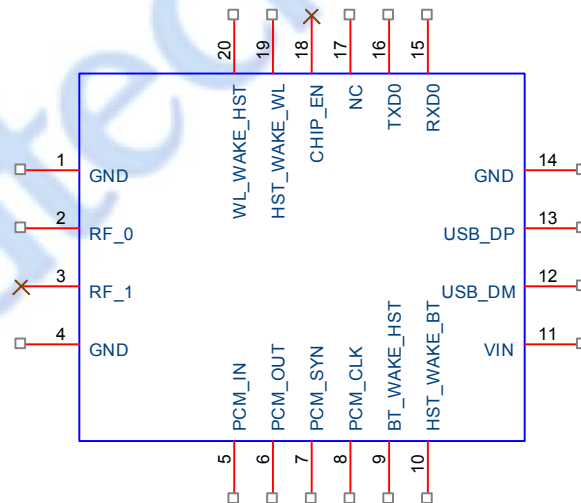 20
19
18
17
16
15
WL_WAKE_HST
HST_WAKE_WL
CHIP_EN
NC
TXD0
RXD0
1
GND
2
RF_0
3
RF_1
4
GND
14
GND
13
USB_DP
12
USB_DM
11
VIN
PCM_IN
PCM_OUT
PCM_SYN
PCM_CLK
BT_WAKE_HST
HST_WAKE_BT
5
6
7
8
9
10